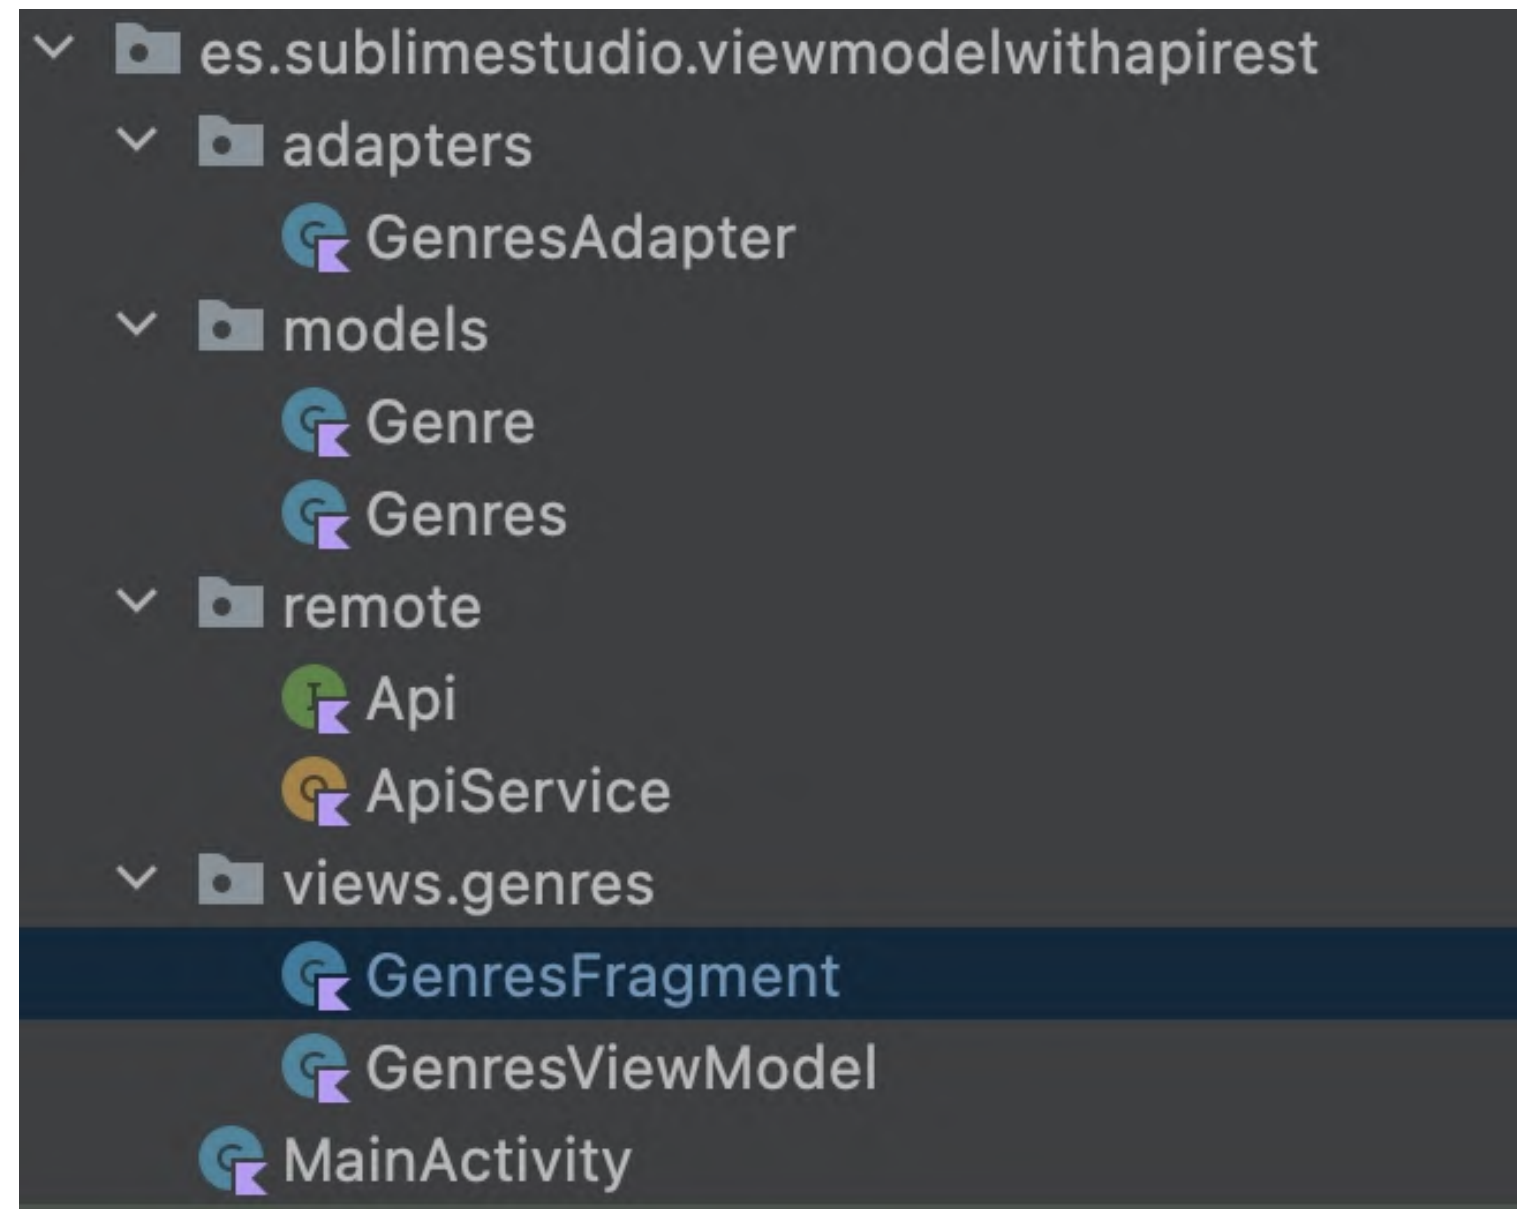 es.sublimestudio.viewmodelwithapirest
adapters
GenresAdapter
models
Genre
Genres
remote
Api
ApiService
views.genres
GenresFragment
GenresViewModel
MainActivity